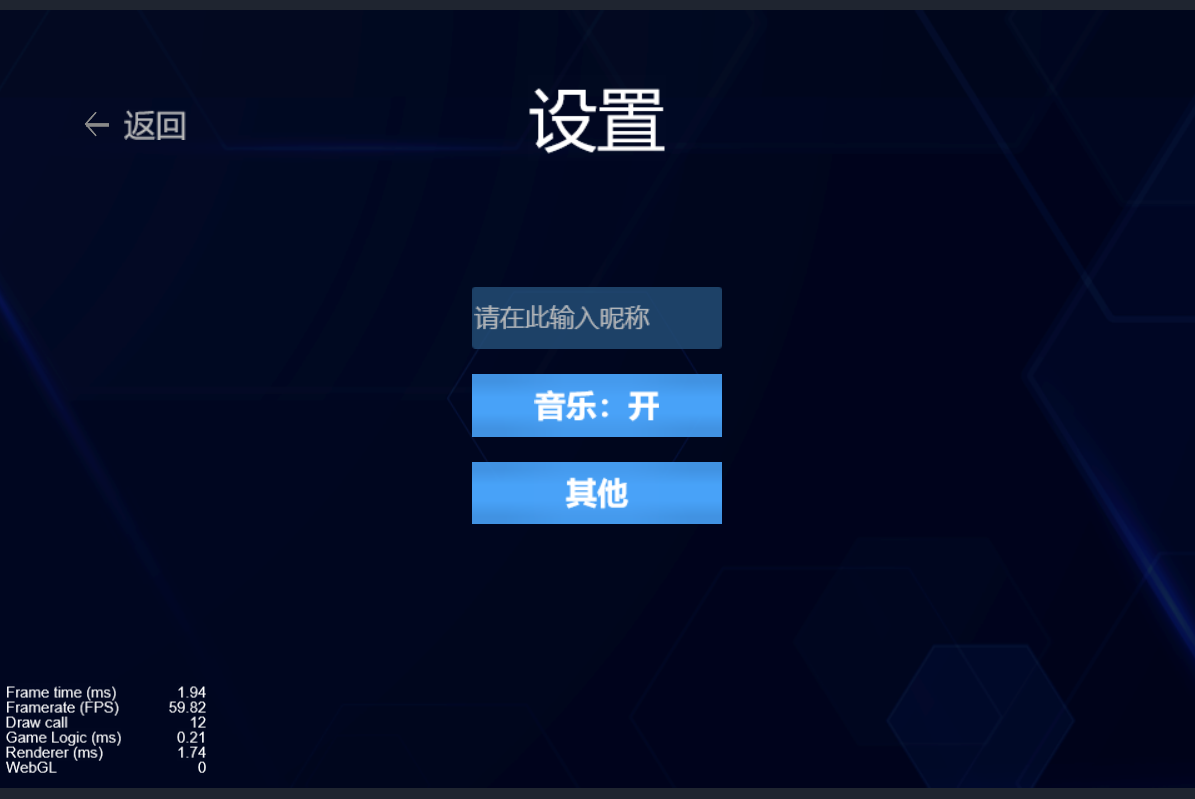 设置
← 返回
请在此输入昵称
音乐：开
其他
Frame time (ms) 1.94
Framerate (FPS) 59.82
Draw call 12
Game Logic (ms) 0.21
Renderer (ms) 1.74
WebGL 0